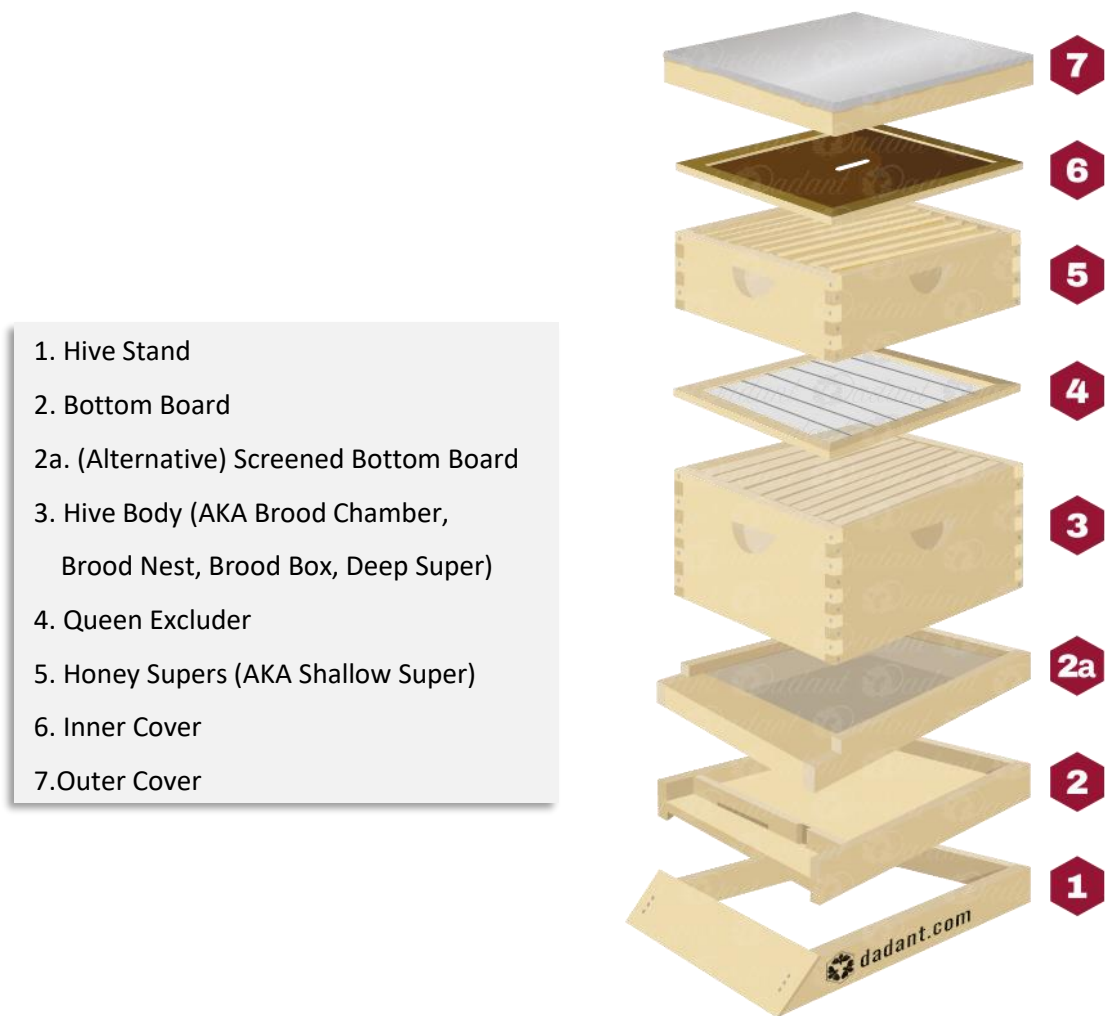 1. Hive Stand
2. Bottom Board
2a. (Alternative) Screened Bottom Board
3. Hive Body (AKA Brood Chamber,
Brood Nest, Brood Box, Deep Super)
4. Queen Excluder
5. Honey Supers (AKA Shallow Super)
6. Inner Cover
7.Outer Cover
7
6
5
4
3
2a
2
1
dadant.com
Dadant Dadant